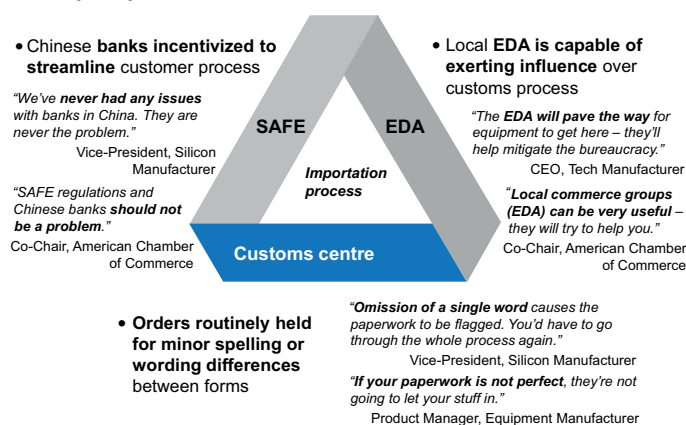 • Chinese banks incentivized to
streamline customer process
“We’ve never had any issues
with banks in China. They are
never the problem.”
Vice-President, Silicon
Manufacturer
“SAFE regulations and
Chinese banks should not
be a problem.”
Co-Chair, American Chamber
of Commerce
SAFE
EDA
Importation
process
Customs centre
• Local EDA is capable of
exerting influence over
customs process
“The EDA will pave the way for
equipment to get here – they’ll
help mitigate the bureaucracy.”
CEO, Tech Manufacturer
“Local commerce groups
(EDA) can be very useful –
they will try to help you.”
Co-Chair, American Chamber
of Commerce
• Orders routinely held
for minor spelling or
wording differences
between forms
“Omission of a single word causes the
paperwork to be flagged. You’d have to go
through the whole process again.”
Vice-President, Silicon Manufacturer
“If your paperwork is not perfect, they’re not
going to let your stuff in.”
Product Manager, Equipment Manufacturer